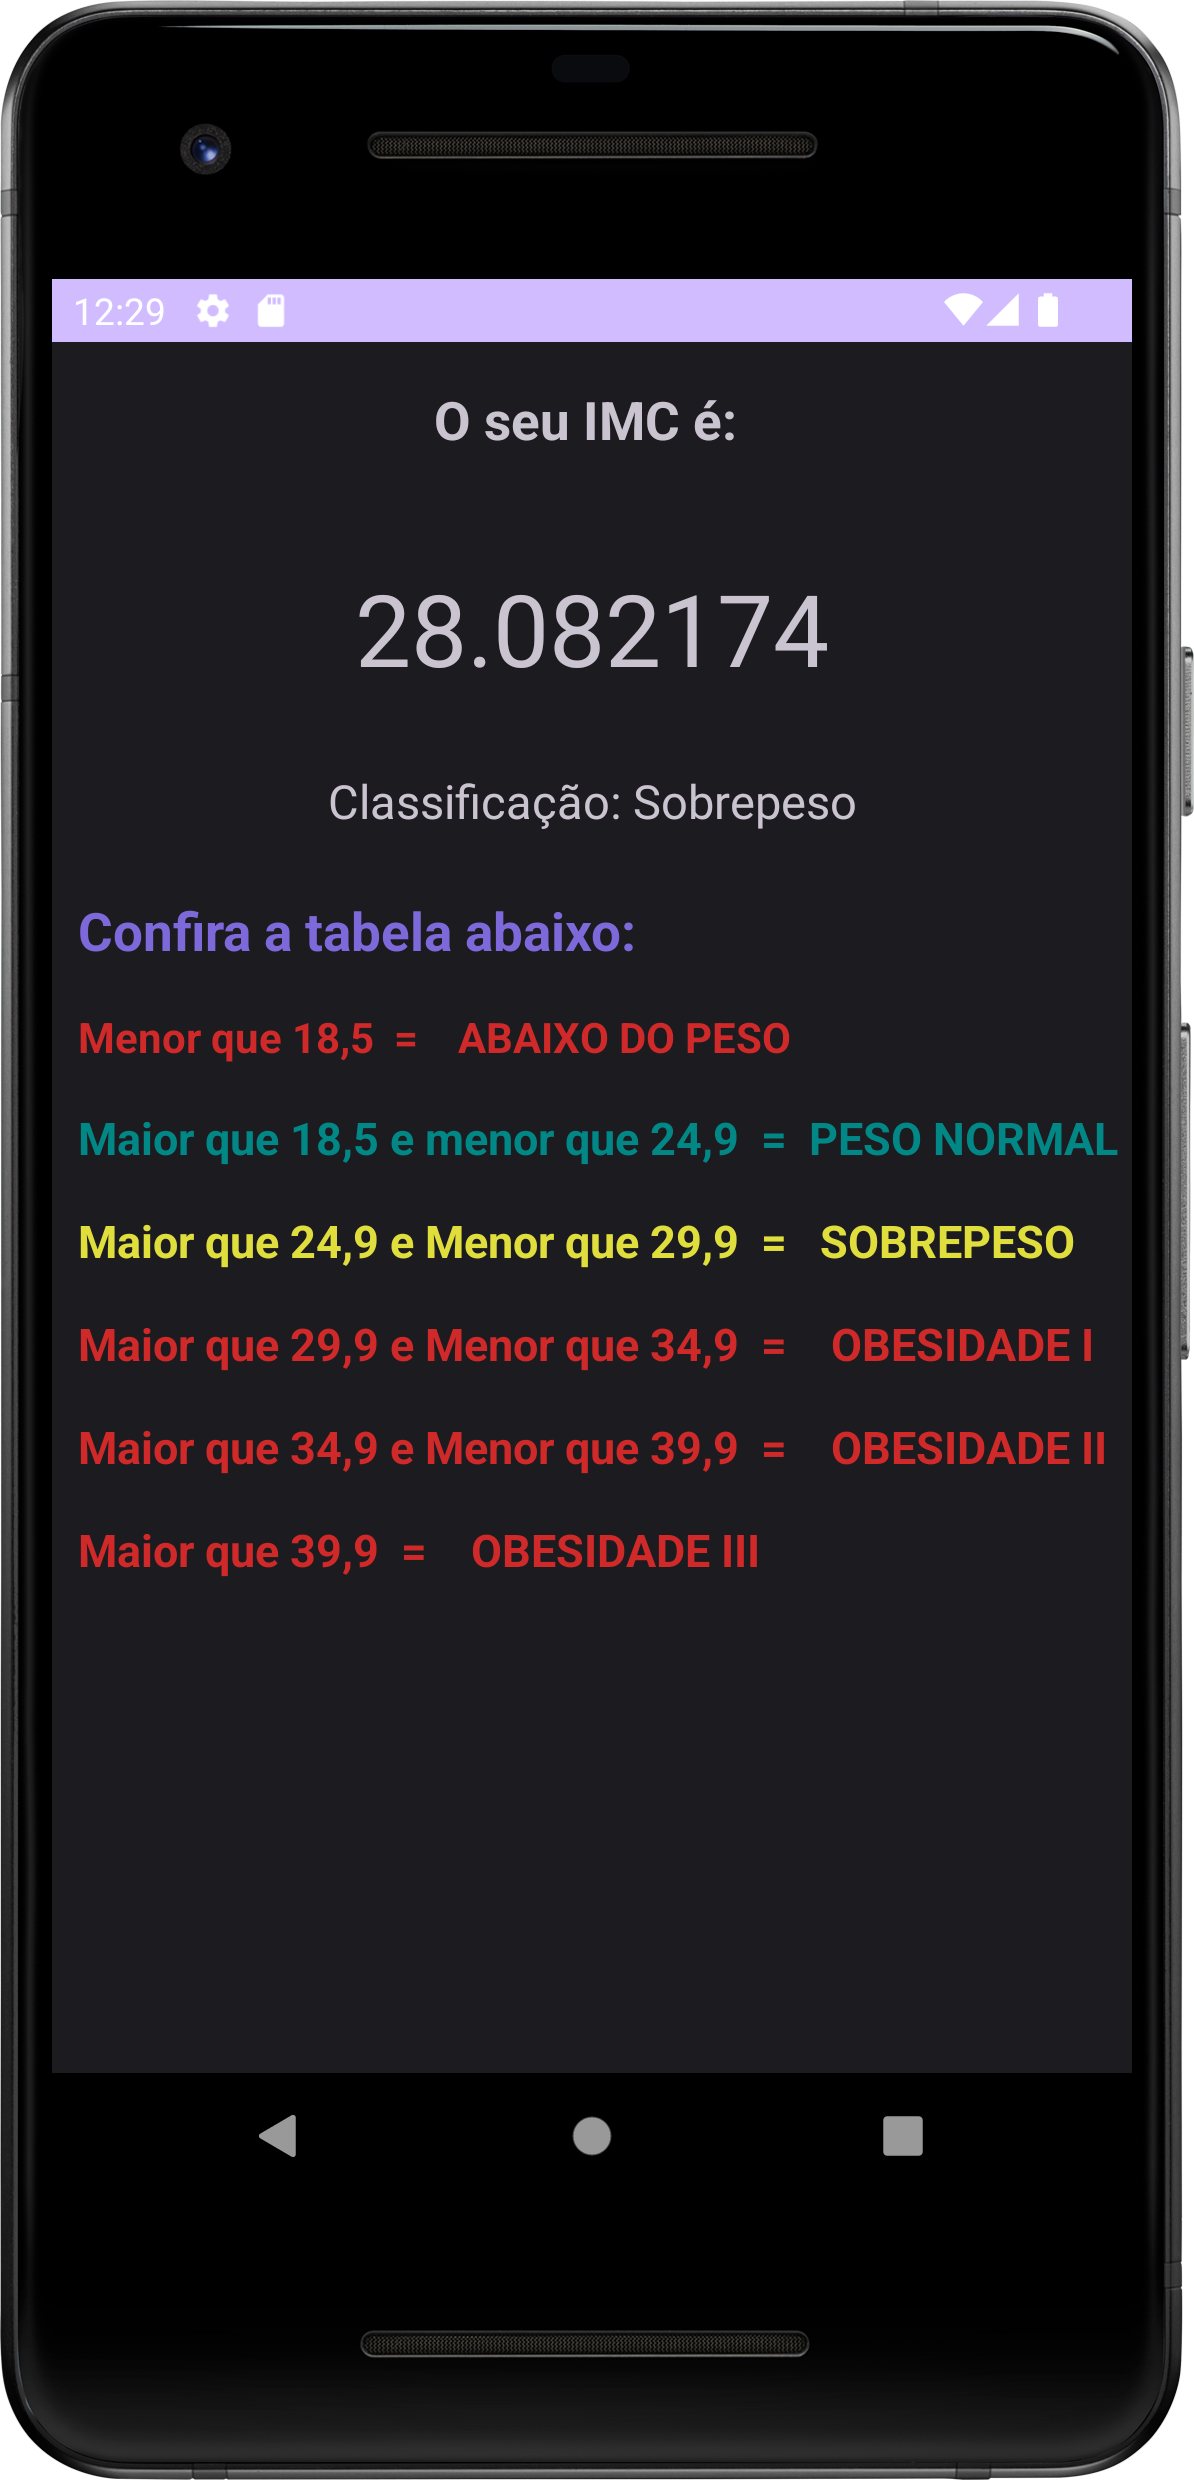 12:29
O seu IMC é:
28.082174
Classificação: Sobrepeso
Confira a tabela abaixo:
Menor que 18,5 = ABAIXO DO PESO
Maior que 18,5 e menor que 24,9 = PESO NORMAL
Maior que 24,9 e Menor que 29,9 = SOBREPESO
Maior que 29,9 e Menor que 34,9 = OBESIDADE I
Maior que 34,9 e Menor que 39,9 = OBESIDADE II
Maior que 39,9 = OBESIDADE III